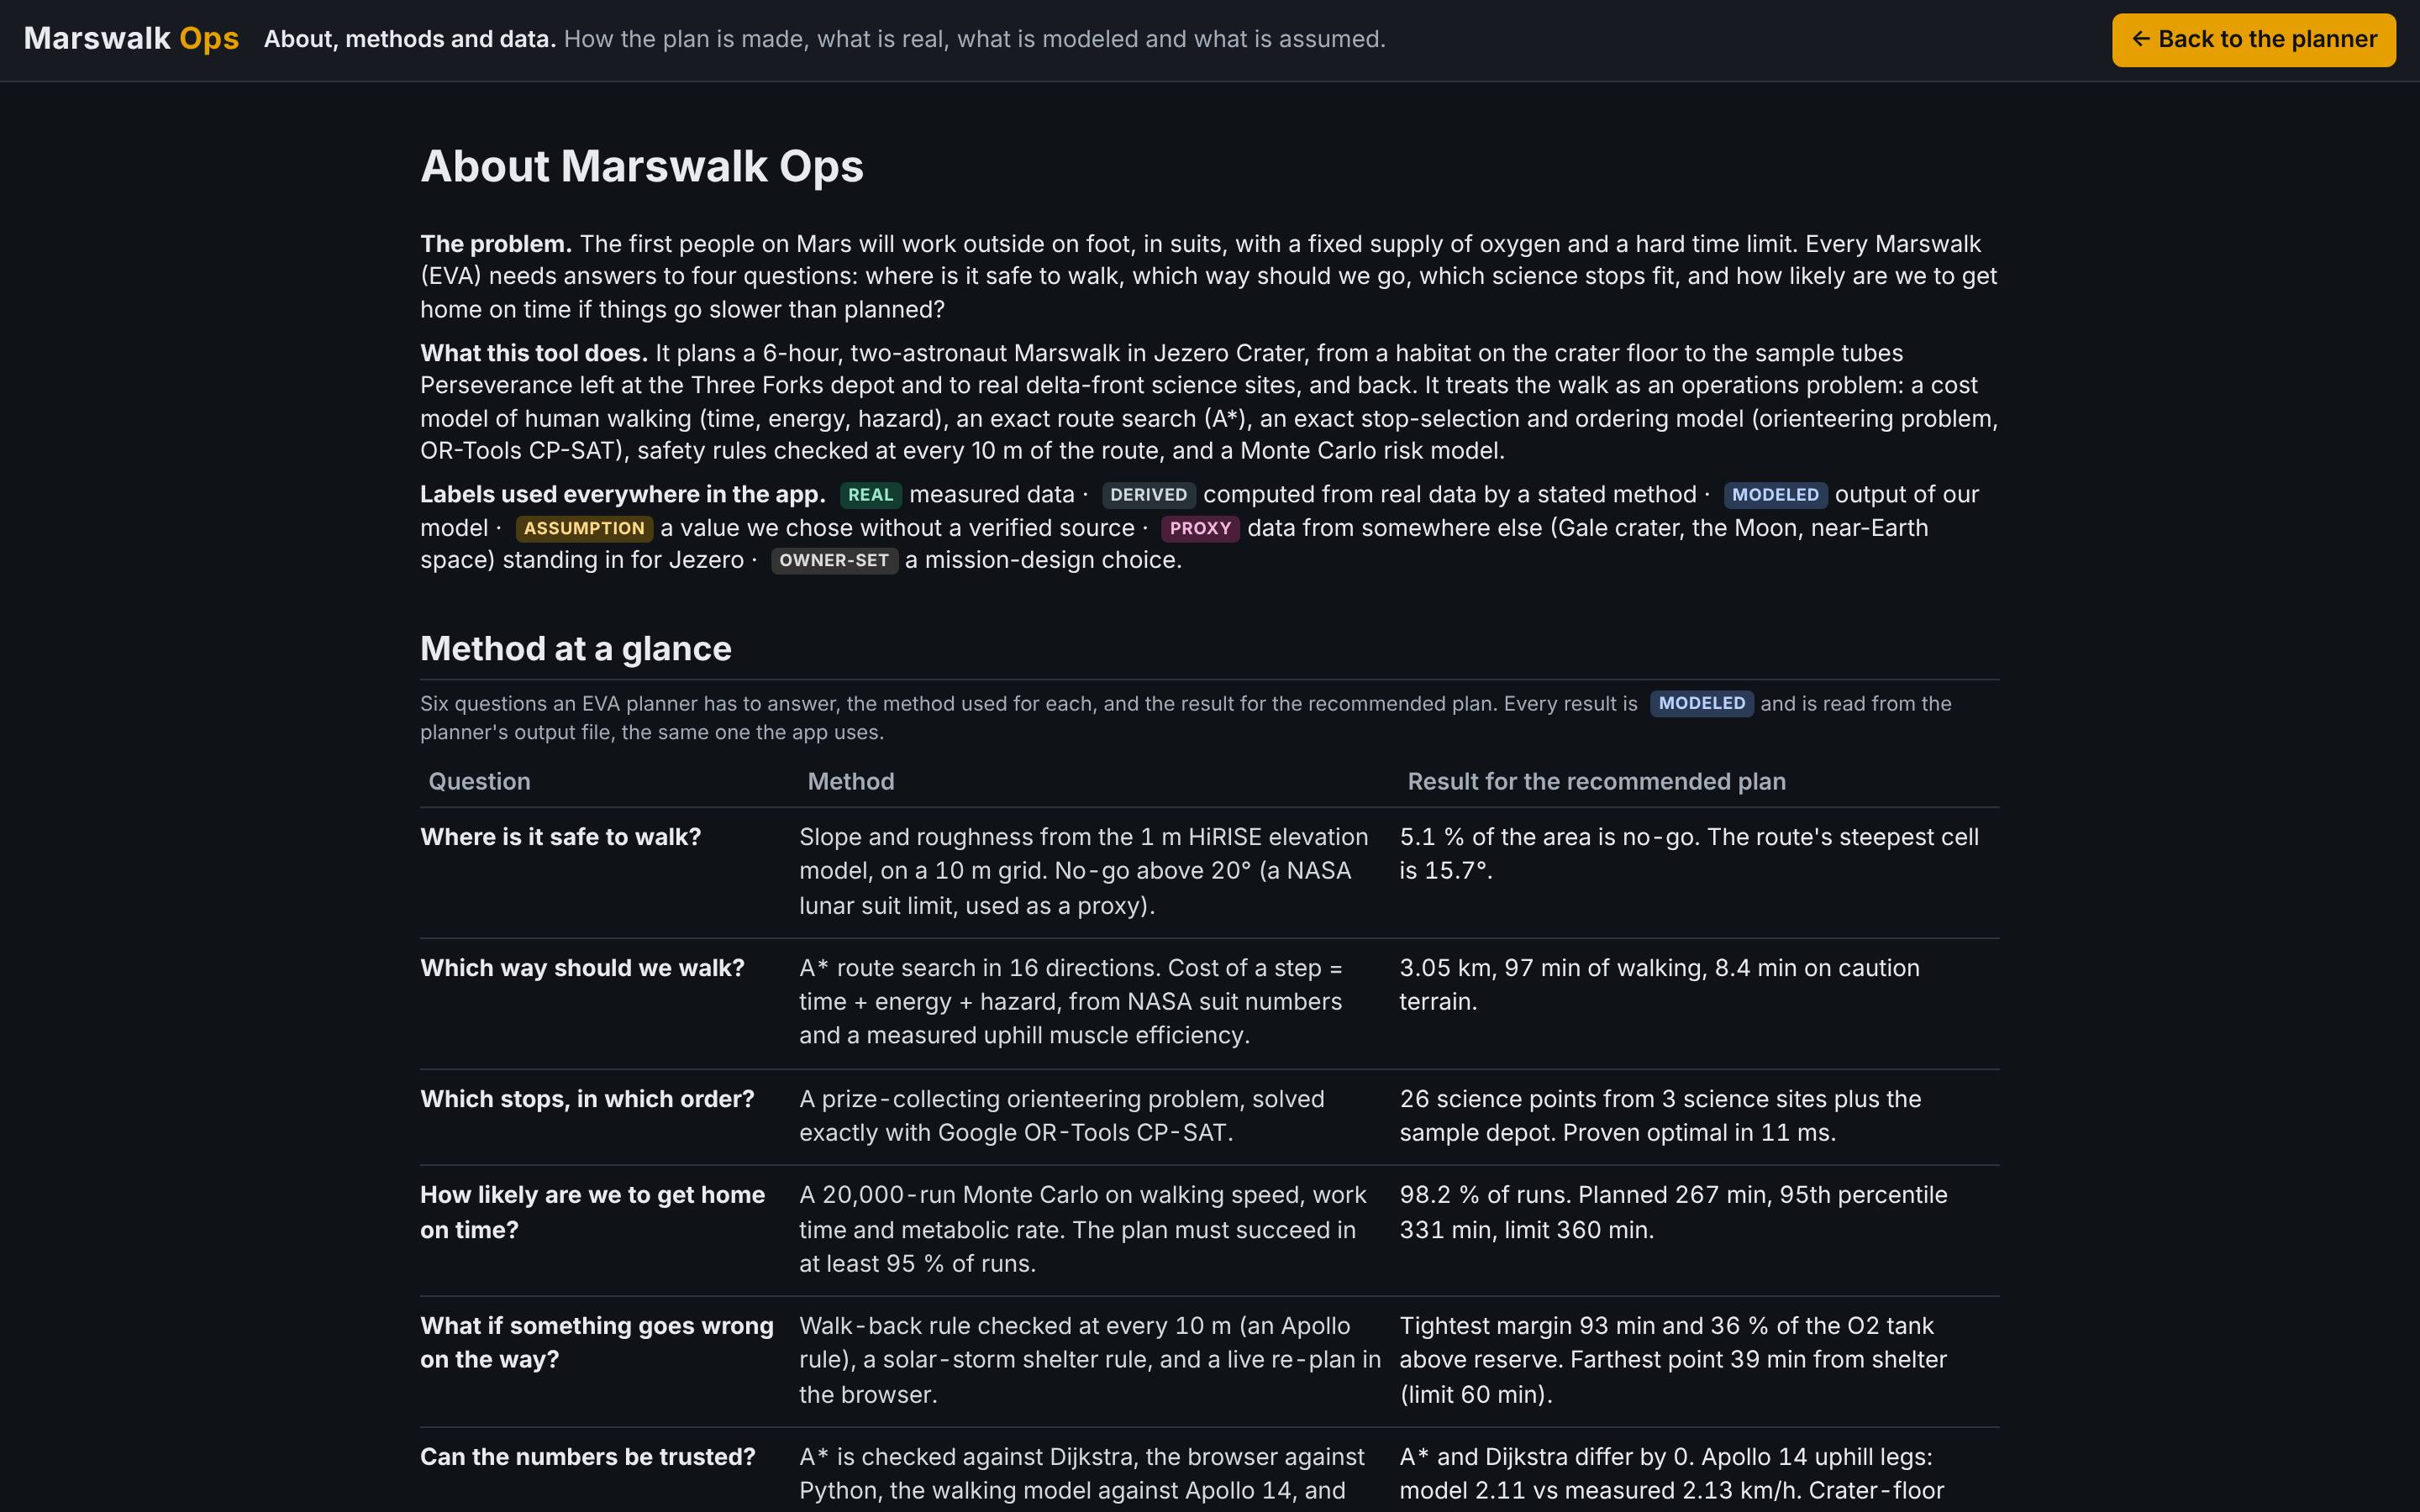 Marswalk Ops About, methods and data. How the plan is made, what is real, what is modeled and what is assumed. ← Back to the planner
About Marswalk Ops
The problem. The first people on Mars will work outside on foot, in suits, with a fixed supply of oxygen and a hard time limit. Every Marswalk
(EVA) needs answers to four questions: where is it safe to walk, which way should we go, which science stops fit, and how likely are we to get
home on time if things go slower than planned?
What this tool does. It plans a 6-hour, two-astronaut Marswalk in Jezero Crater, from a habitat on the crater floor to the sample tubes
Perseverance left at the Three Forks depot and to real delta-front science sites, and back. It treats the walk as an operations problem: a cost
model of human walking (time, energy, hazard), an exact route search (A*), an exact stop-selection and ordering model (orienteering problem,
OR-Tools CP-SAT), safety rules checked at every 10 m of the route, and a Monte Carlo risk model.
Labels used everywhere in the app. REAL measured data · DERIVED computed from real data by a stated method · MODELED output of our
model · ASSUMPTION a value we chose without a verified source · PROXY data from somewhere else (Gale crater, the Moon, near-Earth
space) standing in for Jezero · OWNER-SET a mission-design choice.
Method at a glance
Six questions an EVA planner has to answer, the method used for each, and the result for the recommended plan. Every result is MODELED and is read from the
planner's output file, the same one the app uses.
Question
Method
Result for the recommended plan
Where is it safe to walk?
Slope and roughness from the 1 m HiRISE elevation
model, on a 10 m grid. No-go above 20° (a NASA
lunar suit limit, used as a proxy).
5.1 % of the area is no-go. The route's steepest cell
is 15.7°.
Which way should we walk?
A* route search in 16 directions. Cost of a step =
time + energy + hazard, from NASA suit numbers
and a measured uphill muscle efficiency.
3.05 km, 97 min of walking, 8.4 min on caution
terrain.
Which stops, in which order?
A prize-collecting orienteering problem, solved
exactly with Google OR-Tools CP-SAT.
26 science points from 3 science sites plus the
sample depot. Proven optimal in 11 ms.
How likely are we to get home
on time?
A 20,000-run Monte Carlo on walking speed, work
time and metabolic rate. The plan must succeed in
at least 95 % of runs.
98.2 % of runs. Planned 267 min, 95th percentile
331 min, limit 360 min.
What if something goes wrong
on the way?
Walk-back rule checked at every 10 m (an Apollo
rule), a solar-storm shelter rule, and a live re-plan in
the browser.
Tightest margin 93 min and 36 % of the O2 tank
above reserve. Farthest point 39 min from shelter
(limit 60 min).
Can the numbers be trusted?
A* is checked against Dijkstra, the browser against
Python, the walking model against Apollo 14, and
A* and Dijkstra differ by 0. Apollo 14 uphill legs:
model 2.11 vs measured 2.13 km/h. Crater-floor